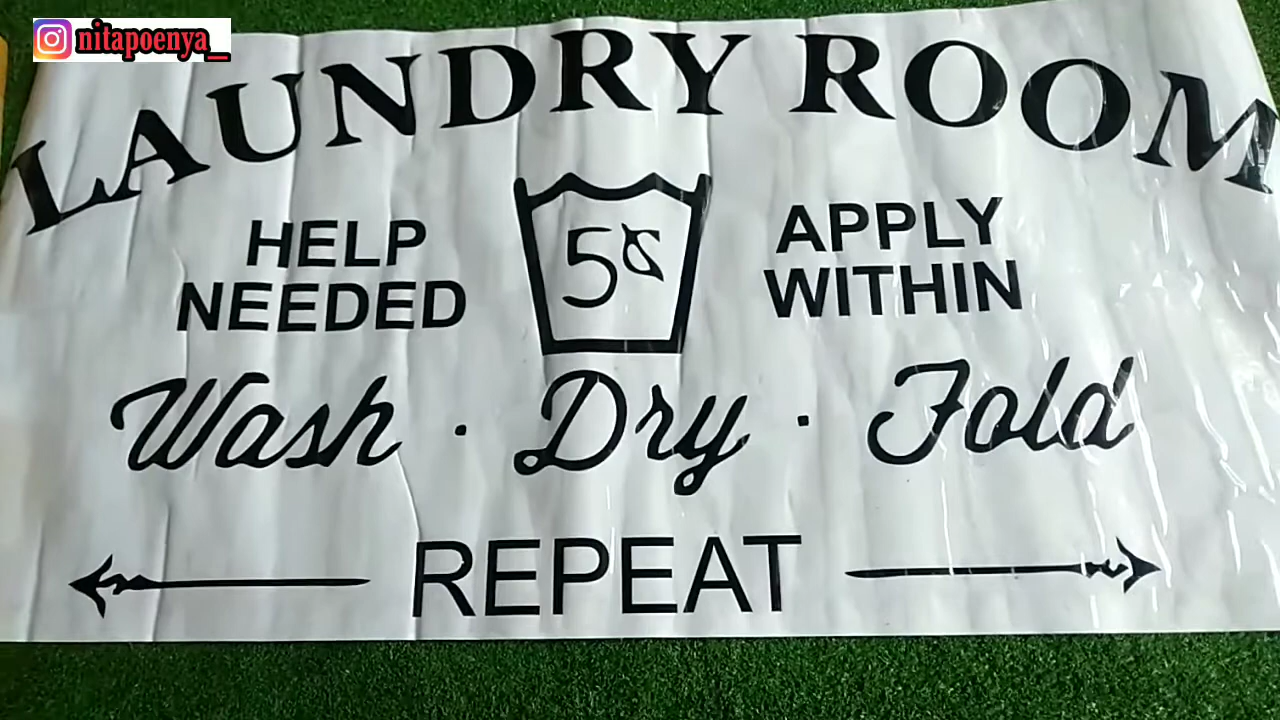 nitapoenya_
LAUNDRY ROOM
HELP NEEDED
5¢
APPLY WITHIN
Wash · Dry · Fold
REPEAT